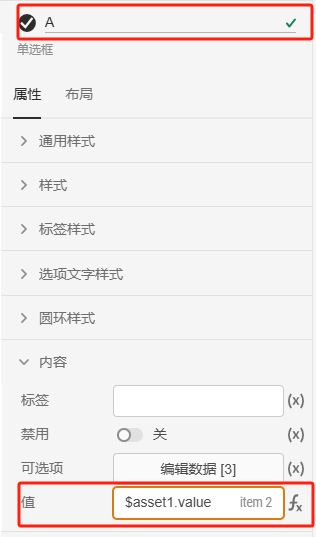 A
单选框
属性 布局
通用样式
样式
标签样式
选项文字样式
圆环样式
内容
标签 (x)
禁用 关 (x)
可选项 编辑数据 [3] (x)
值 $asset1.value item 2 fx